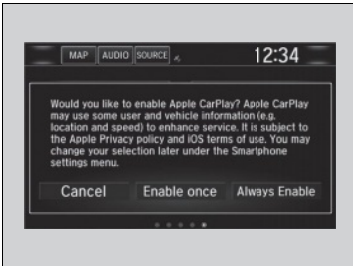 MAP AUDIO SOURCE 12:34
Would you like to enable Apple CarPlay? Apple CarPlay
may use some user and vehicle information (e.g.
location and speed) to enhance service. It is subject to
the Apple Privacy policy and iOS terms of use. You may
change your selection later under the Smartphone
settings menu.
Cancel Enable once Always Enable